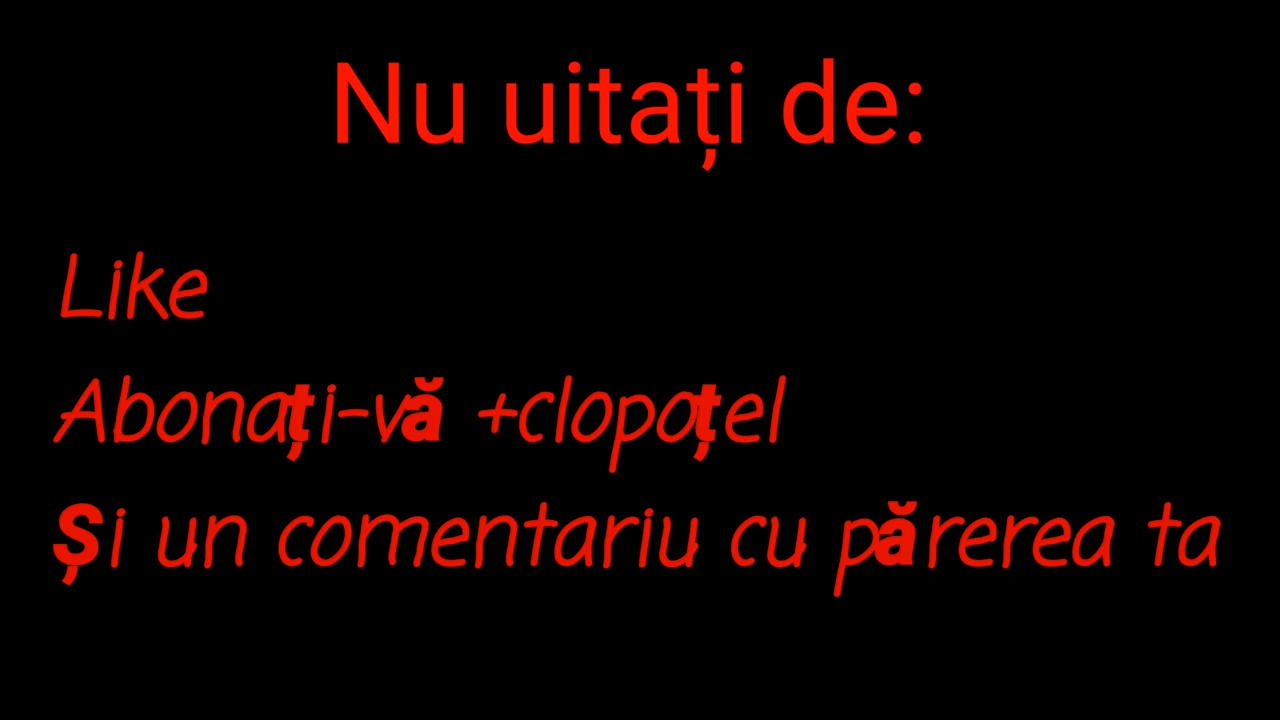 Nu uitați de:
Like
Abonați-vă +clopoțel
Și un comentariu cu părerea ta